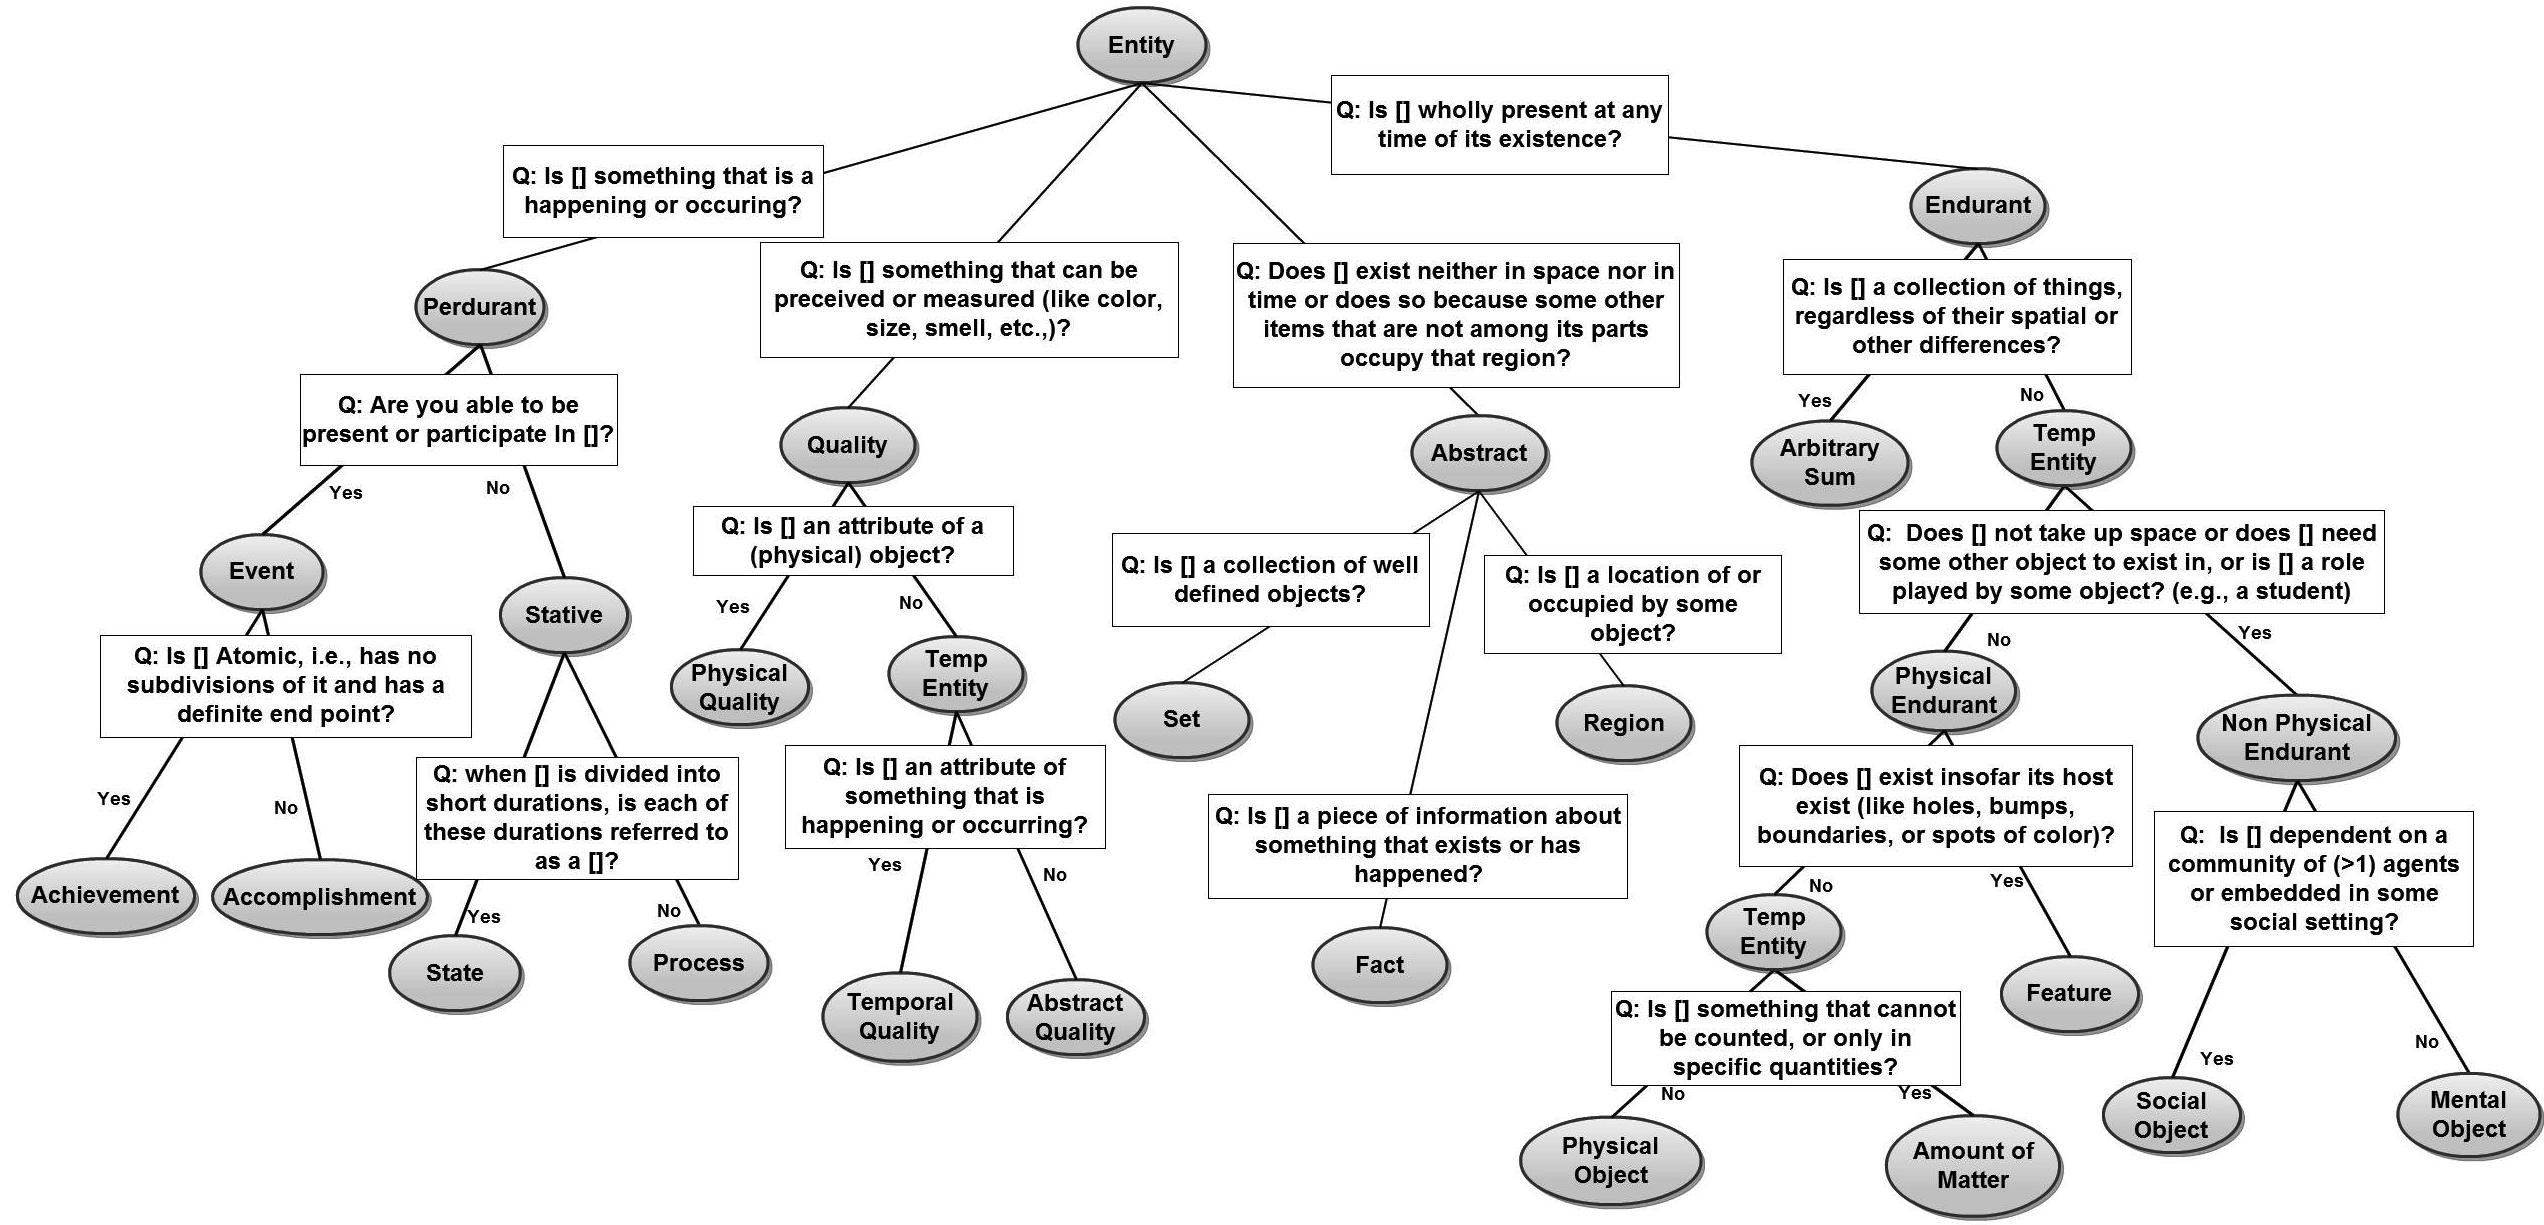 Entity
Q: Is [] wholly present at any
time of its existence?
Q: Is [] something that is a
happening or occuring?
Endurant
Q: Is [] something that can be
preceived or measured (like color,
size, smell, etc.,)?
Q: Does [] exist neither in space nor in
time or does so because some other
items that are not among its parts
occupy that region?
Q: Is [] a collection of things,
regardless of their spatial or
other differences?
Perdurant
Q: Are you able to be
present or participate In []?
Yes
No
Quality
Abstract
Yes
No
Arbitrary
Sum
Temp
Entity
Q: Is [] an attribute of a
(physical) object?
Q: Does [] not take up space or does [] need
some other object to exist in, or is [] a role
played by some object? (e.g., a student)
Event
Stative
Yes
No
Q: Is [] a collection of well
defined objects?
Q: Is [] a location of or
occupied by some
object?
No
Yes
Q: Is [] Atomic, i.e., has no
subdivisions of it and has a
definite end point?
Physical
Quality
Temp
Entity
Set
Region
Physical
Endurant
Non Physical
Endurant
Yes
No
Q: when [] is divided into
short durations, is each of
these durations referred to
as a []?
Q: Is [] an attribute of
something that is
happening or occurring?
Q: Is [] a piece of information about
something that exists or has
happened?
Q: Does [] exist insofar its host
exist (like holes, bumps,
boundaries, or spots of color)?
Q: Is [] dependent on a
community of (>1) agents
or embedded in some
social setting?
Achievement
Accomplishment
Yes
No
Yes
No
No
Yes
State
Process
Temporal
Quality
Abstract
Quality
Fact
Temp
Entity
Feature
Q: Is [] something that cannot
be counted, or only in
specific quantities?
No
Yes
Yes
No
Physical
Object
Amount of
Matter
Social
Object
Mental
Object